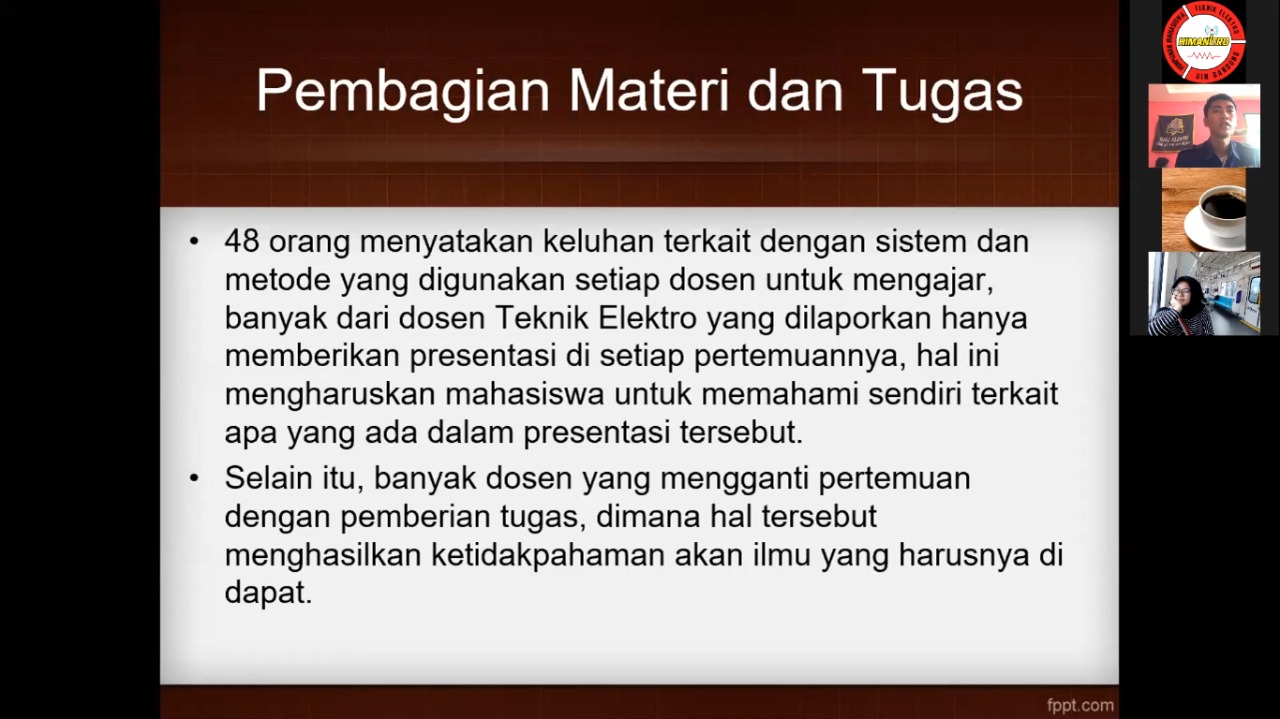 Pembagian Materi dan Tugas
• 48 orang menyatakan keluhan terkait dengan sistem dan
metode yang digunakan setiap dosen untuk mengajar,
banyak dari dosen Teknik Elektro yang dilaporkan hanya
memberikan presentasi di setiap pertemuannya, hal ini
mengharuskan mahasiswa untuk memahami sendiri terkait
apa yang ada dalam presentasi tersebut.
• Selain itu, banyak dosen yang mengganti pertemuan
dengan pemberian tugas, dimana hal tersebut
menghasilkan ketidakpahaman akan ilmu yang harusnya di
dapat.
fppt.com
TEKNIK ELEKTRO
UIN BANDUNG